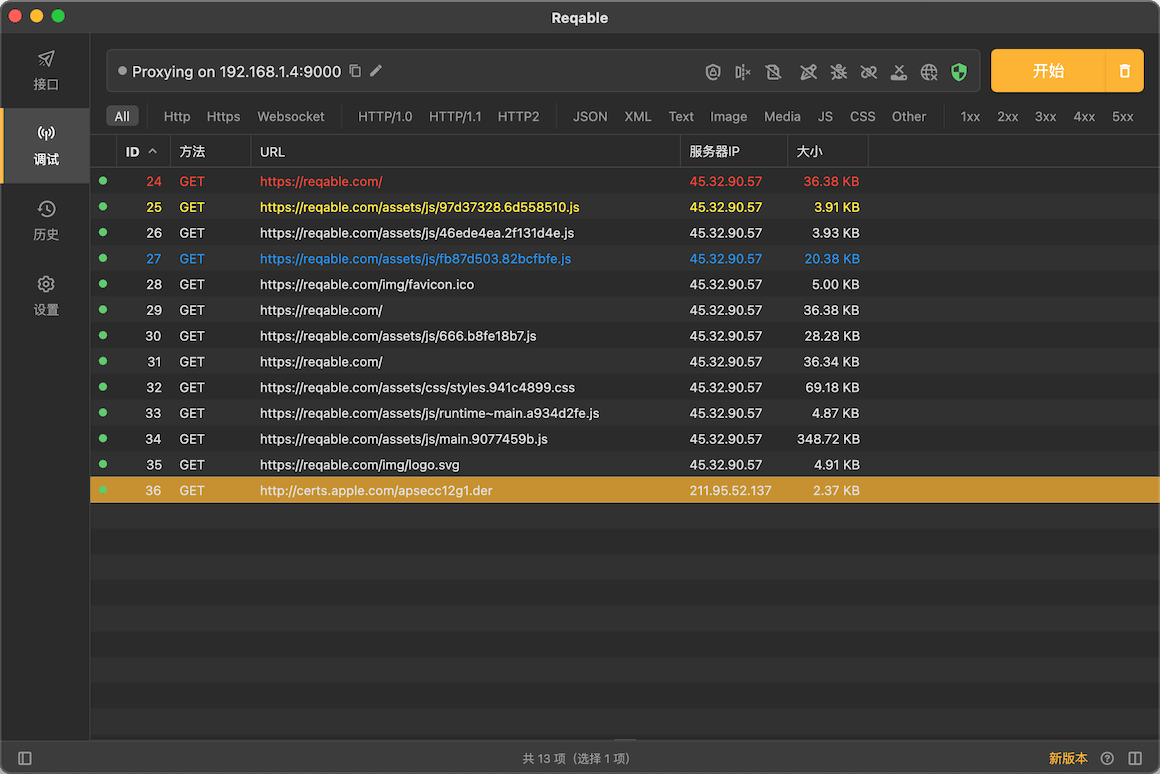 Reqable
接口
调试
历史
设置
Proxying on 192.168.1.4:9000
开始
All Http Https Websocket HTTP/1.0 HTTP/1.1 HTTP2 JSON XML Text Image Media JS CSS Other 1xx 2xx 3xx 4xx 5xx
ID 方法 URL 服务器IP 大小
24 GET https://reqable.com/ 45.32.90.57 36.38 KB
25 GET https://reqable.com/assets/js/97d37328.6d558510.js 45.32.90.57 3.91 KB
26 GET https://reqable.com/assets/js/46ede4ea.2f131d4e.js 45.32.90.57 3.93 KB
27 GET https://reqable.com/assets/js/fb87d503.82bcfbfe.js 45.32.90.57 20.38 KB
28 GET https://reqable.com/img/favicon.ico 45.32.90.57 5.00 KB
29 GET https://reqable.com/ 45.32.90.57 36.38 KB
30 GET https://reqable.com/assets/js/666.b8fe18b7.js 45.32.90.57 28.28 KB
31 GET https://reqable.com/ 45.32.90.57 36.34 KB
32 GET https://reqable.com/assets/css/styles.941c4899.css 45.32.90.57 69.18 KB
33 GET https://reqable.com/assets/js/runtime~main.a934d2fe.js 45.32.90.57 4.87 KB
34 GET https://reqable.com/assets/js/main.9077459b.js 45.32.90.57 348.72 KB
35 GET https://reqable.com/img/logo.svg 45.32.90.57 4.91 KB
36 GET http://certs.apple.com/apsecc12g1.der 211.95.52.137 2.37 KB
共 13 项（选择 1 项）
新版本